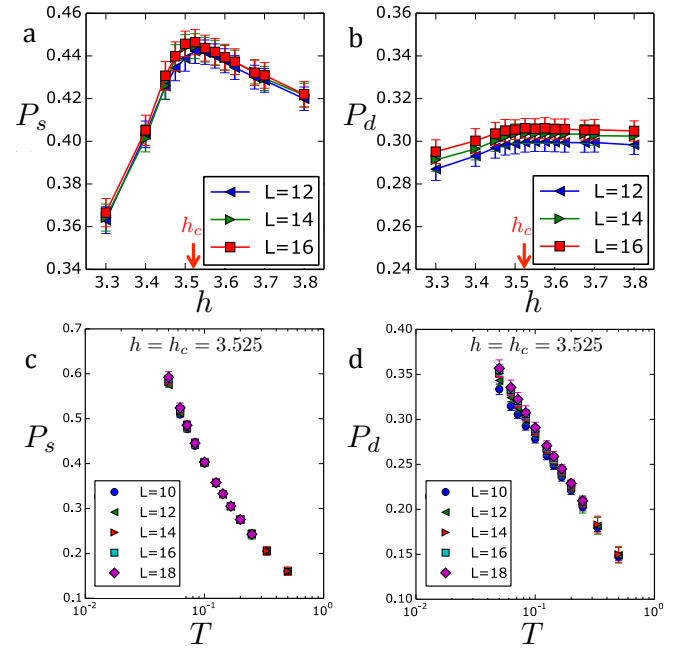 a
0.46
0.44
0.42
P_s
0.40
0.38
0.36
0.34
h_c
L=12
L=14
L=16
3.3 3.4 3.5 3.6 3.7 3.8
h
b
0.36
0.34
0.32
P_d
0.30
0.28
0.26
0.24
h_c
L=12
L=14
L=16
3.3 3.4 3.5 3.6 3.7 3.8
h
c
h = h_c = 3.525
0.7
0.6
0.5
P_s
0.4
0.3
0.2
0.1
L=10
L=12
L=14
L=16
L=18
10^-2 10^-1 10^0
T
d
h = h_c = 3.525
0.40
0.35
0.30
P_d
0.25
0.20
0.15
0.10
L=10
L=12
L=14
L=16
L=18
10^-2 10^-1 10^0
T